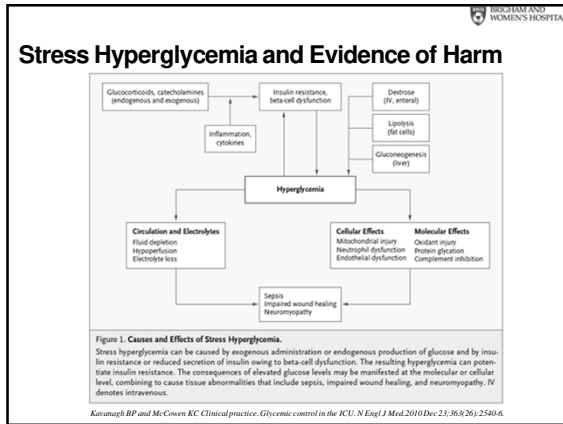 BRIGHAM AND
WOMEN'S HOSPITAL
Stress Hyperglycemia and Evidence of Harm
Glucocorticoids, catecholamines
(endogenous and exogenous)
Insulin resistance,
beta-cell dysfunction
Dextrose
(IV, enteral)
Inflammation,
cytokines
Lipolysis
(fat cells)
Gluconeogenesis
(liver)
Hyperglycemia
Circulation and Electrolytes
Fluid depletion
Hypoperfusion
Electrolyte loss
Cellular Effects
Mitochondrial injury
Neutrophil dysfunction
Endothelial dysfunction
Molecular Effects
Oxidant injury
Protein glycation
Complement inhibition
Sepsis
Impaired wound healing
Neuromyopathy
Figure 1. Causes and Effects of Stress Hyperglycemia.
Stress hyperglycemia can be caused by exogenous administration or endogenous production of glucose and by insu-
lin resistance or reduced secretion of insulin owing to beta-cell dysfunction. The resulting hyperglycemia can poten-
tiate insulin resistance. The consequences of elevated glucose levels may be manifested at the molecular or cellular
level, combining to cause tissue abnormalities that include sepsis, impaired wound healing, and neuromyopathy. IV
denotes intravenous.
Kavanagh BP and McCowen KC Clinical practice. Glycemic control in the ICU. N Engl J Med.2010 Dec 23;363(26):2540-6.